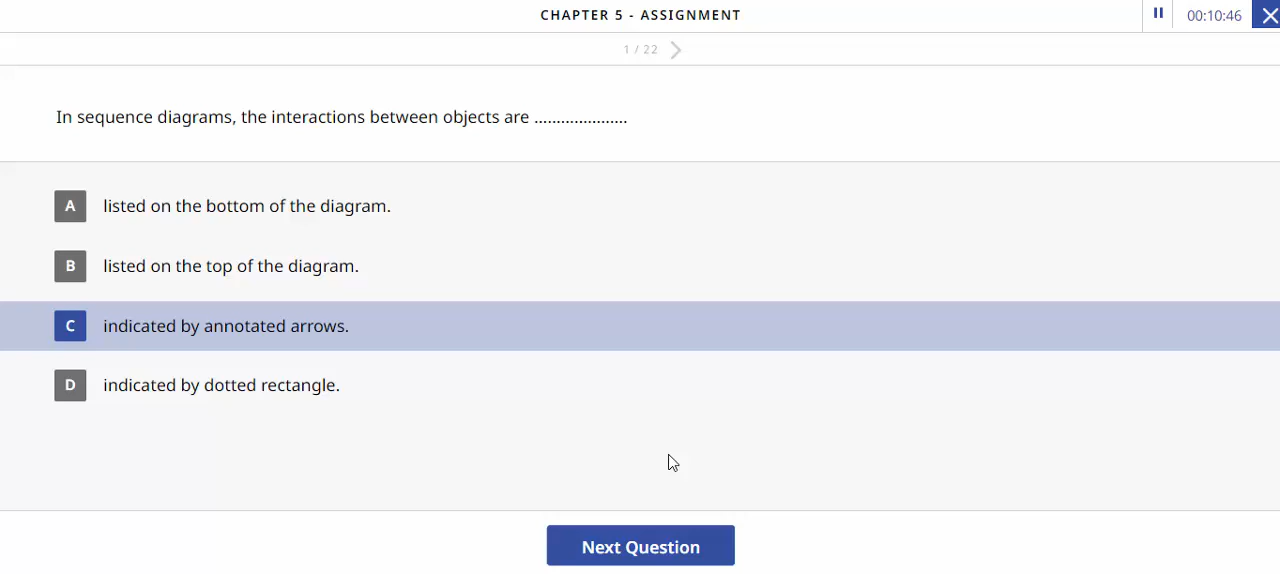 CHAPTER 5 - ASSIGNMENT
00:10:46
1 / 22
In sequence diagrams, the interactions between objects are .....................
A listed on the bottom of the diagram.
B listed on the top of the diagram.
C indicated by annotated arrows.
D indicated by dotted rectangle.
Next Question